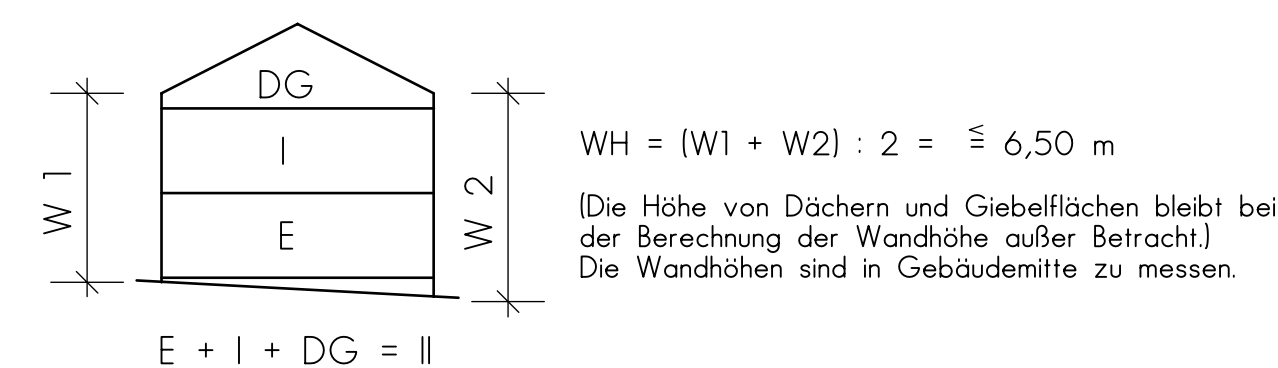 DG
I
E
W 1
W 2
E + I + DG = II
WH = (W1 + W2) : 2 = ≦ 6,50 m
(Die Höhe von Dächern und Giebelflächen bleibt bei
der Berechnung der Wandhöhe außer Betracht.)
Die Wandhöhen sind in Gebäudemitte zu messen.